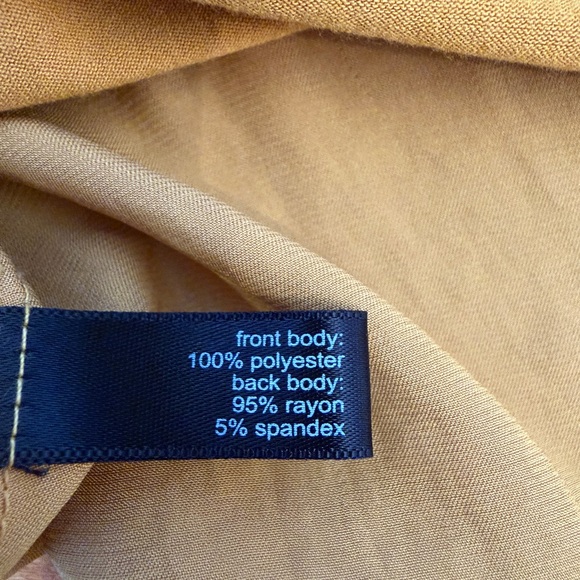 front body:
100% polyester
back body:
95% rayon
5% spandex